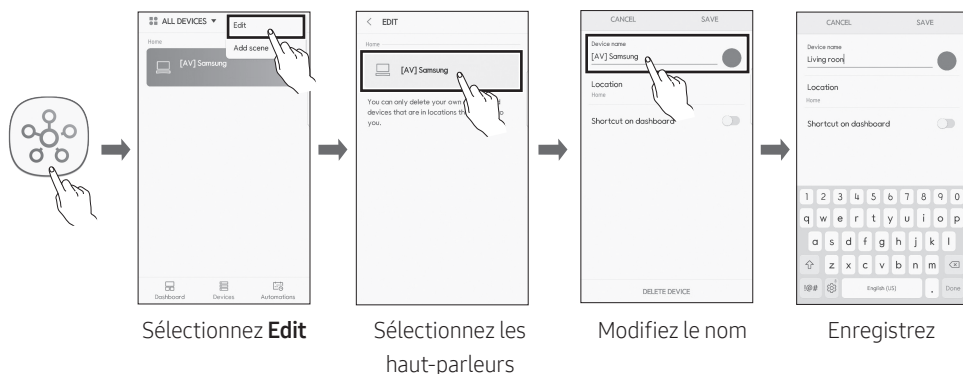 ALL DEVICES ▼
Edit
Home
Add scene
[AV] Samsung
Dashboard
Devices
Automations
Sélectionnez Edit
< EDIT
Home
[AV] Samsung
You can only delete your own
devices that are in locations
you.
Sélectionnez les
haut-parleurs
CANCEL SAVE
Device name
[AV] Samsung
Location
Home
Shortcut on dashboard
DELETE DEVICE
Modifiez le nom
CANCEL SAVE
Device name
Living roon
Location
Home
Shortcut on dashboard
1 2 3 4 5 6 7 8 9 0
q w e r t y u i o p
a s d f g h j k l
z x c v b n m
!@# English (US) . Done
Enregistrez